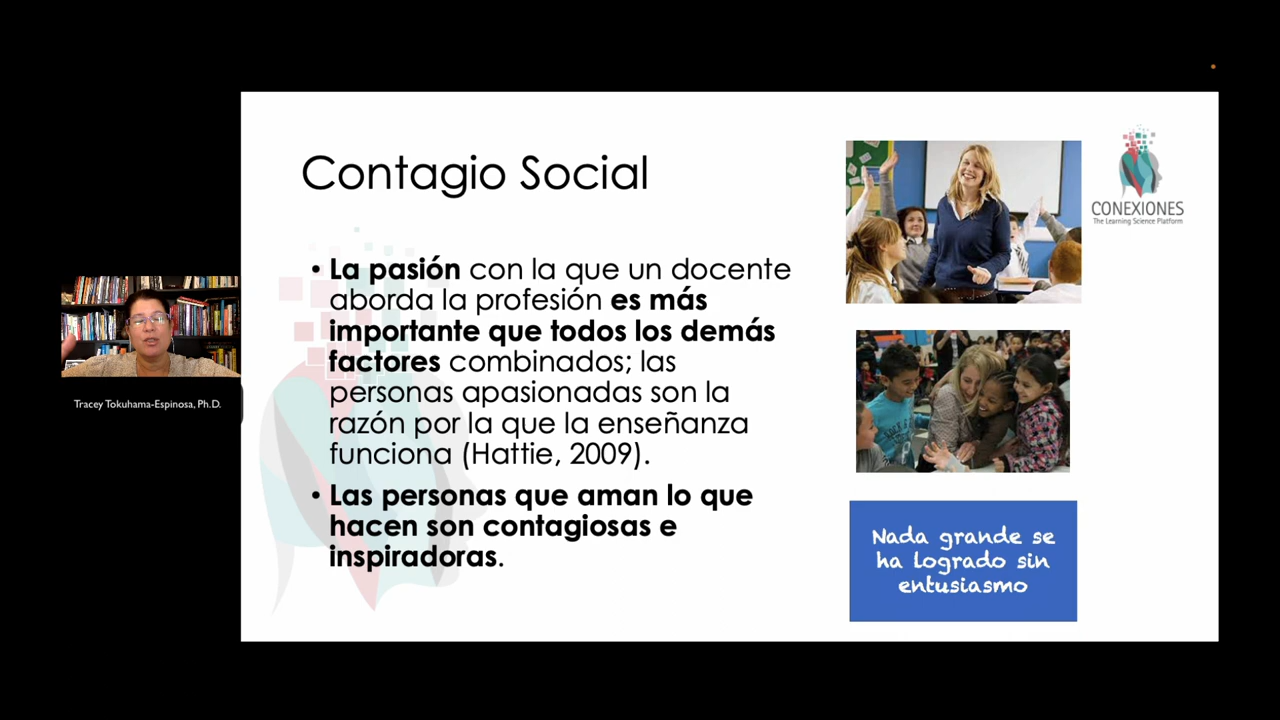 Contagio Social
• La pasión con la que un docente
aborda la profesión es más
importante que todos los demás
factores combinados; las
personas apasionadas son la
razón por la que la enseñanza
funciona (Hattie, 2009).
• Las personas que aman lo que
hacen son contagiosas e
inspiradoras.
CONEXIONES
The Learning Science Platform
Nada grande se
ha logrado sin
entusiasmo
Tracey Tokuhama-Espinosa, Ph.D.